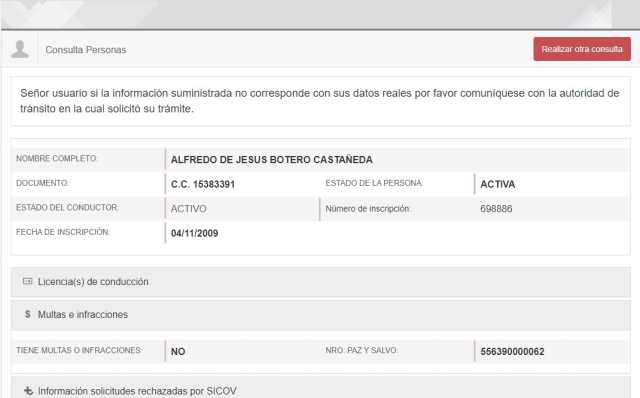 Consulta Personas
Realizar otra consulta
Señor usuario si la información suministrada no corresponde con sus datos reales por favor comuníquese con la autoridad de
tránsito en la cual solicitó su trámite.
NOMBRE COMPLETO: ALFREDO DE JESUS BOTERO CASTAÑEDA
DOCUMENTO: C.C. 15383391 ESTADO DE LA PERSONA: ACTIVA
ESTADO DEL CONDUCTOR: ACTIVO Número de inscripción: 698886
FECHA DE INSCRIPCIÓN: 04/11/2009
Licencia(s) de conducción
$ Multas e infracciones
TIENE MULTAS O INFRACCIONES: NO NRO. PAZ Y SALVO: 556390000062
Información solicitudes rechazadas por SICOV